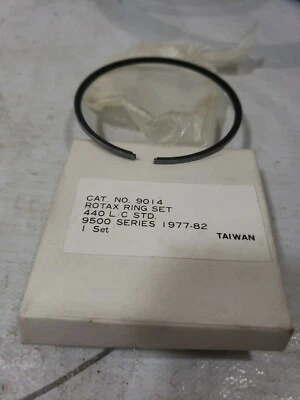 CAT. NO. 9014
ROTAX RING SET
440 L.C STD.
9500 SERIES 1977-82
1 Set
TAIWAN